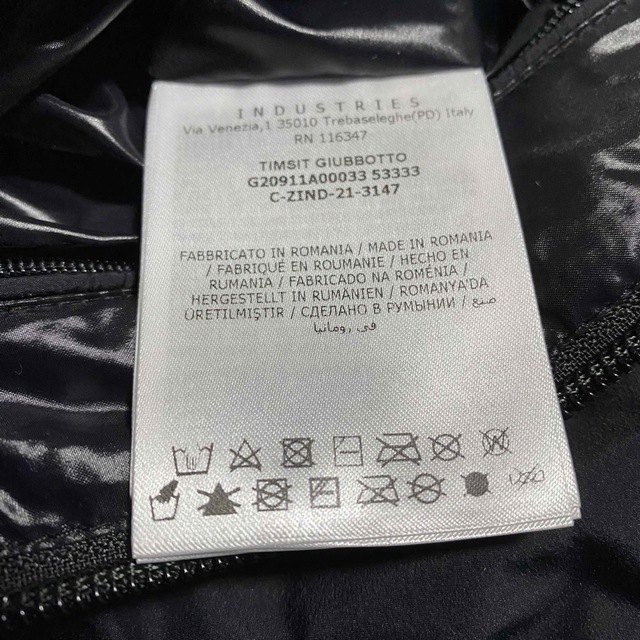 INDUSTRIES
Via Venezia,1 35010 Trebaseleghe(PD) Italy
RN 116347
TIMSIT GIUBBOTTO
G20911A00033 53333
C-ZIND-21-3147
FABBRICATO IN ROMANIA / MADE IN ROMANIA
/ FABRIQUÉ EN ROUMANIE / HECHO EN
RUMANIA / FABRICADO NA ROMÉNIA /
HERGESTELLT IN RUMÄNIEN / ROMANYA'DA
ÜRETILMIŞTIR / СДЕЛАНО В РУМЫНИИ / صنع
في رومانيا